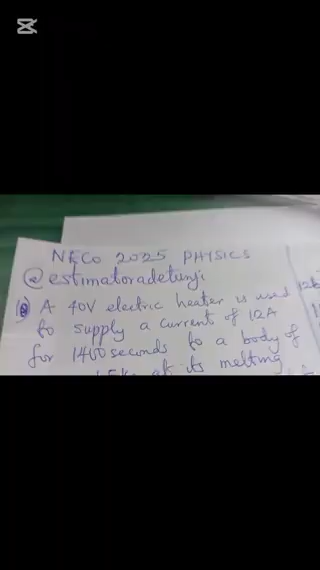 NECO 2025 PHYSICS
@estimatoradetunji
A 40V electric heater is used
to supply a current of 12A
for 1400 seconds to a body of
at its melting